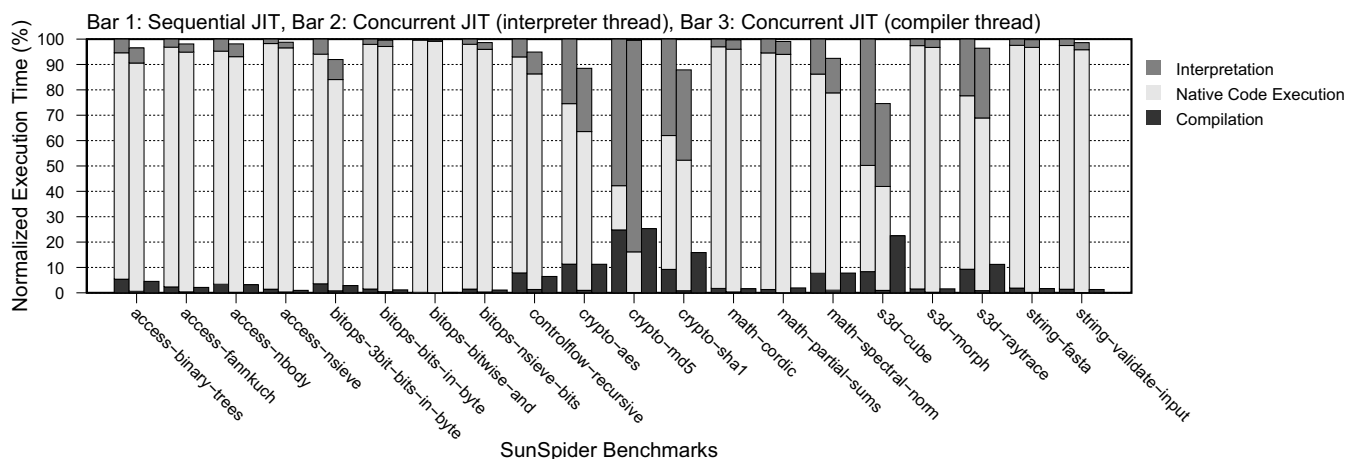 Bar 1: Sequential JIT, Bar 2: Concurrent JIT (interpreter thread), Bar 3: Concurrent JIT (compiler thread)
Normalized Execution Time (%)
100
90
80
70
60
50
40
30
20
10
0
Interpretation
Native Code Execution
Compilation
access−binary−trees
access−fannkuch
access−nbody
access−nsieve
bitops−3bit−bits−in−byte
bitops−bits−in−byte
bitops−bitwise−and
bitops−nsieve−bits
controlflow−recursive
crypto−aes
crypto−md5
crypto−sha1
math−cordic
math−partial−sums
math−spectral−norm
s3d−cube
s3d−morph
s3d−raytrace
string−fasta
string−validate−input
SunSpider Benchmarks